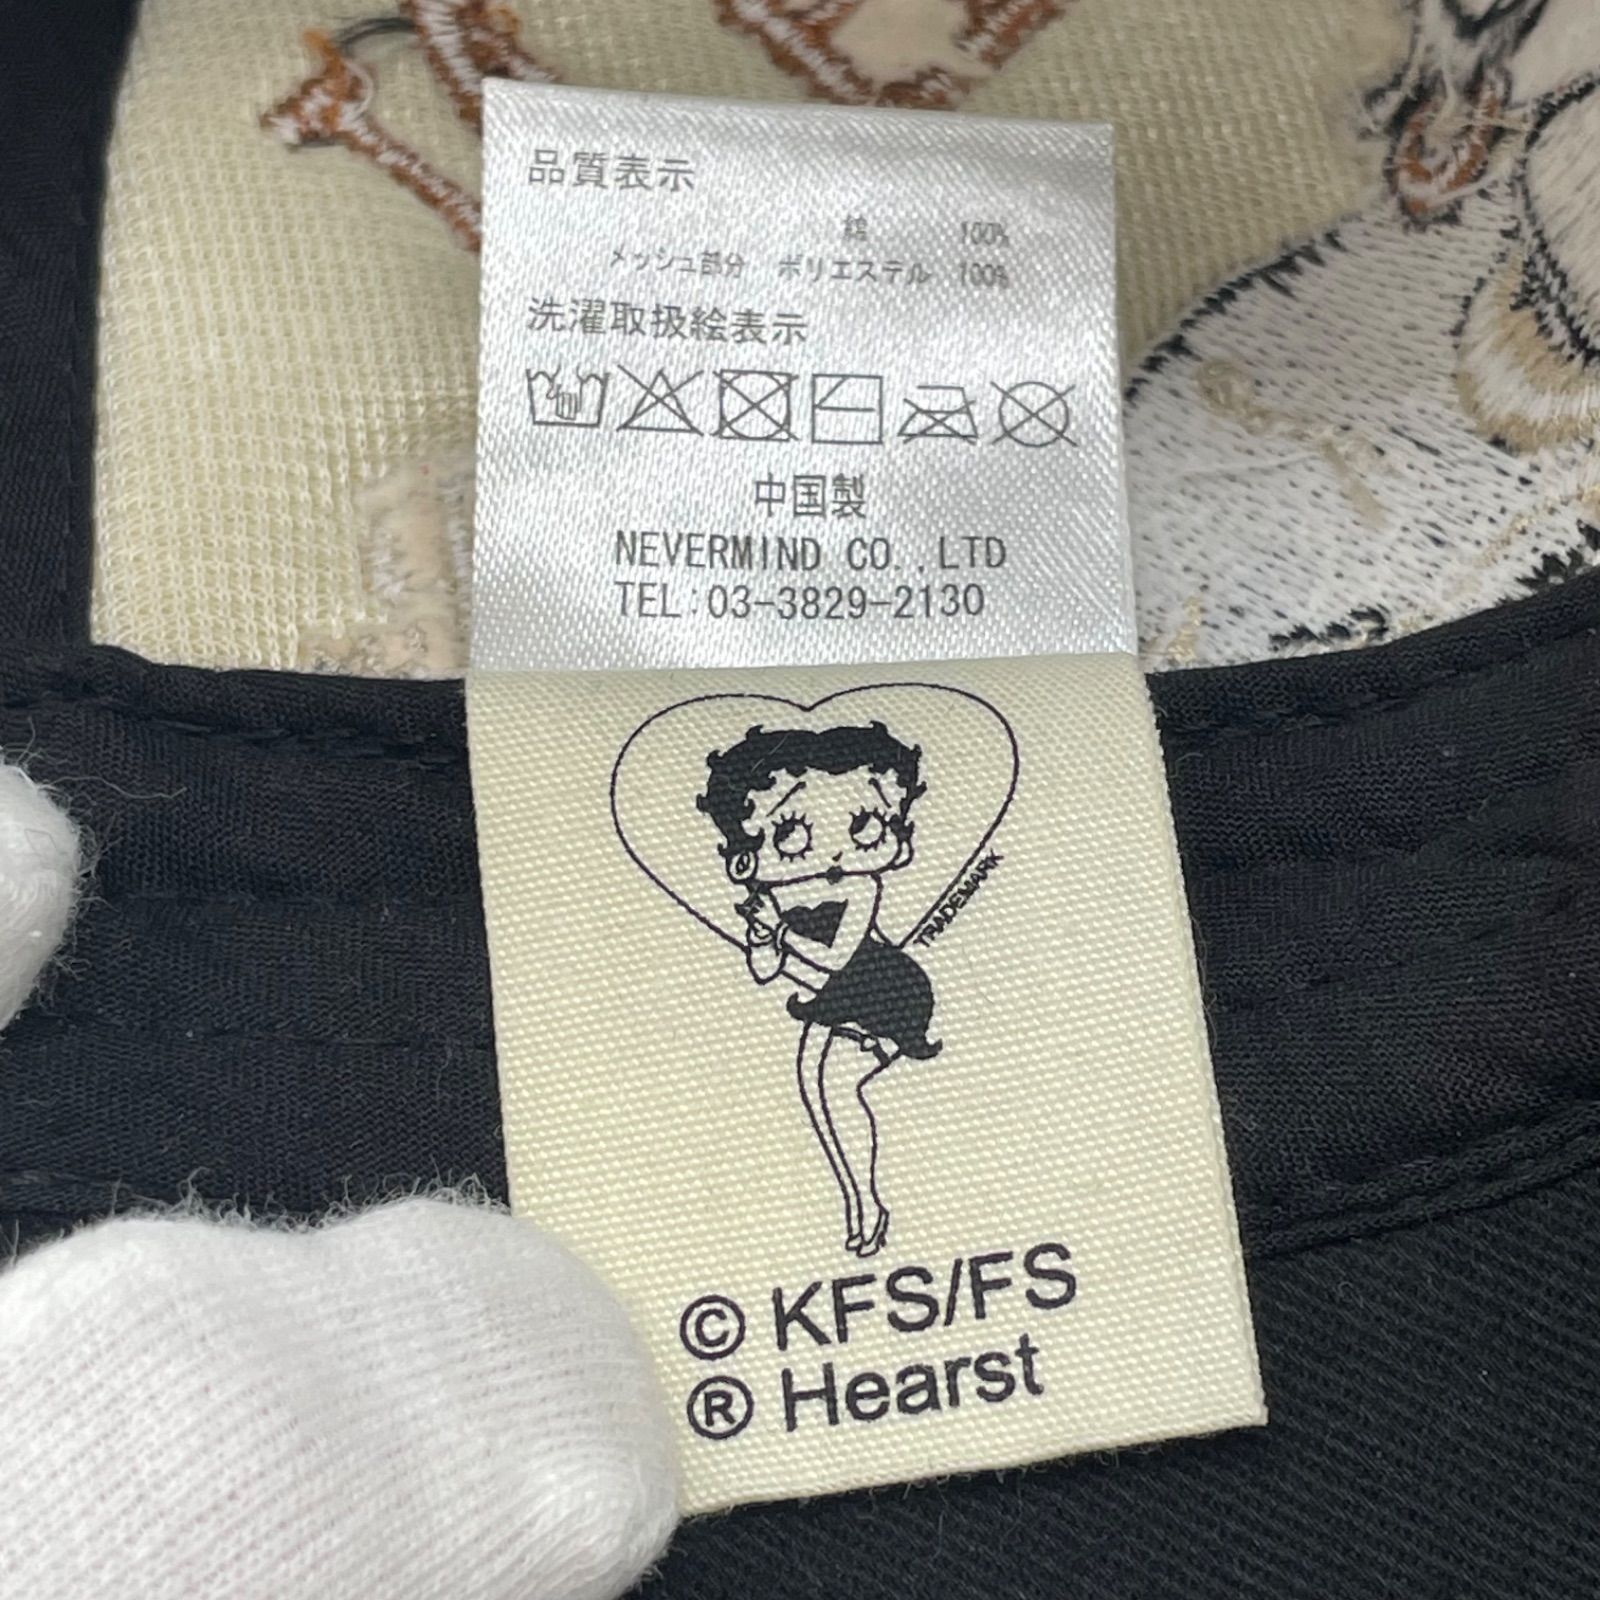 品質表示
綿 100%
メッシュ部分 ポリエステル 100%
洗濯取扱絵表示
中国製
NEVERMIND CO.,LTD
TEL:03-3829-2130
TRADEMARK
© KFS/FS
® Hearst